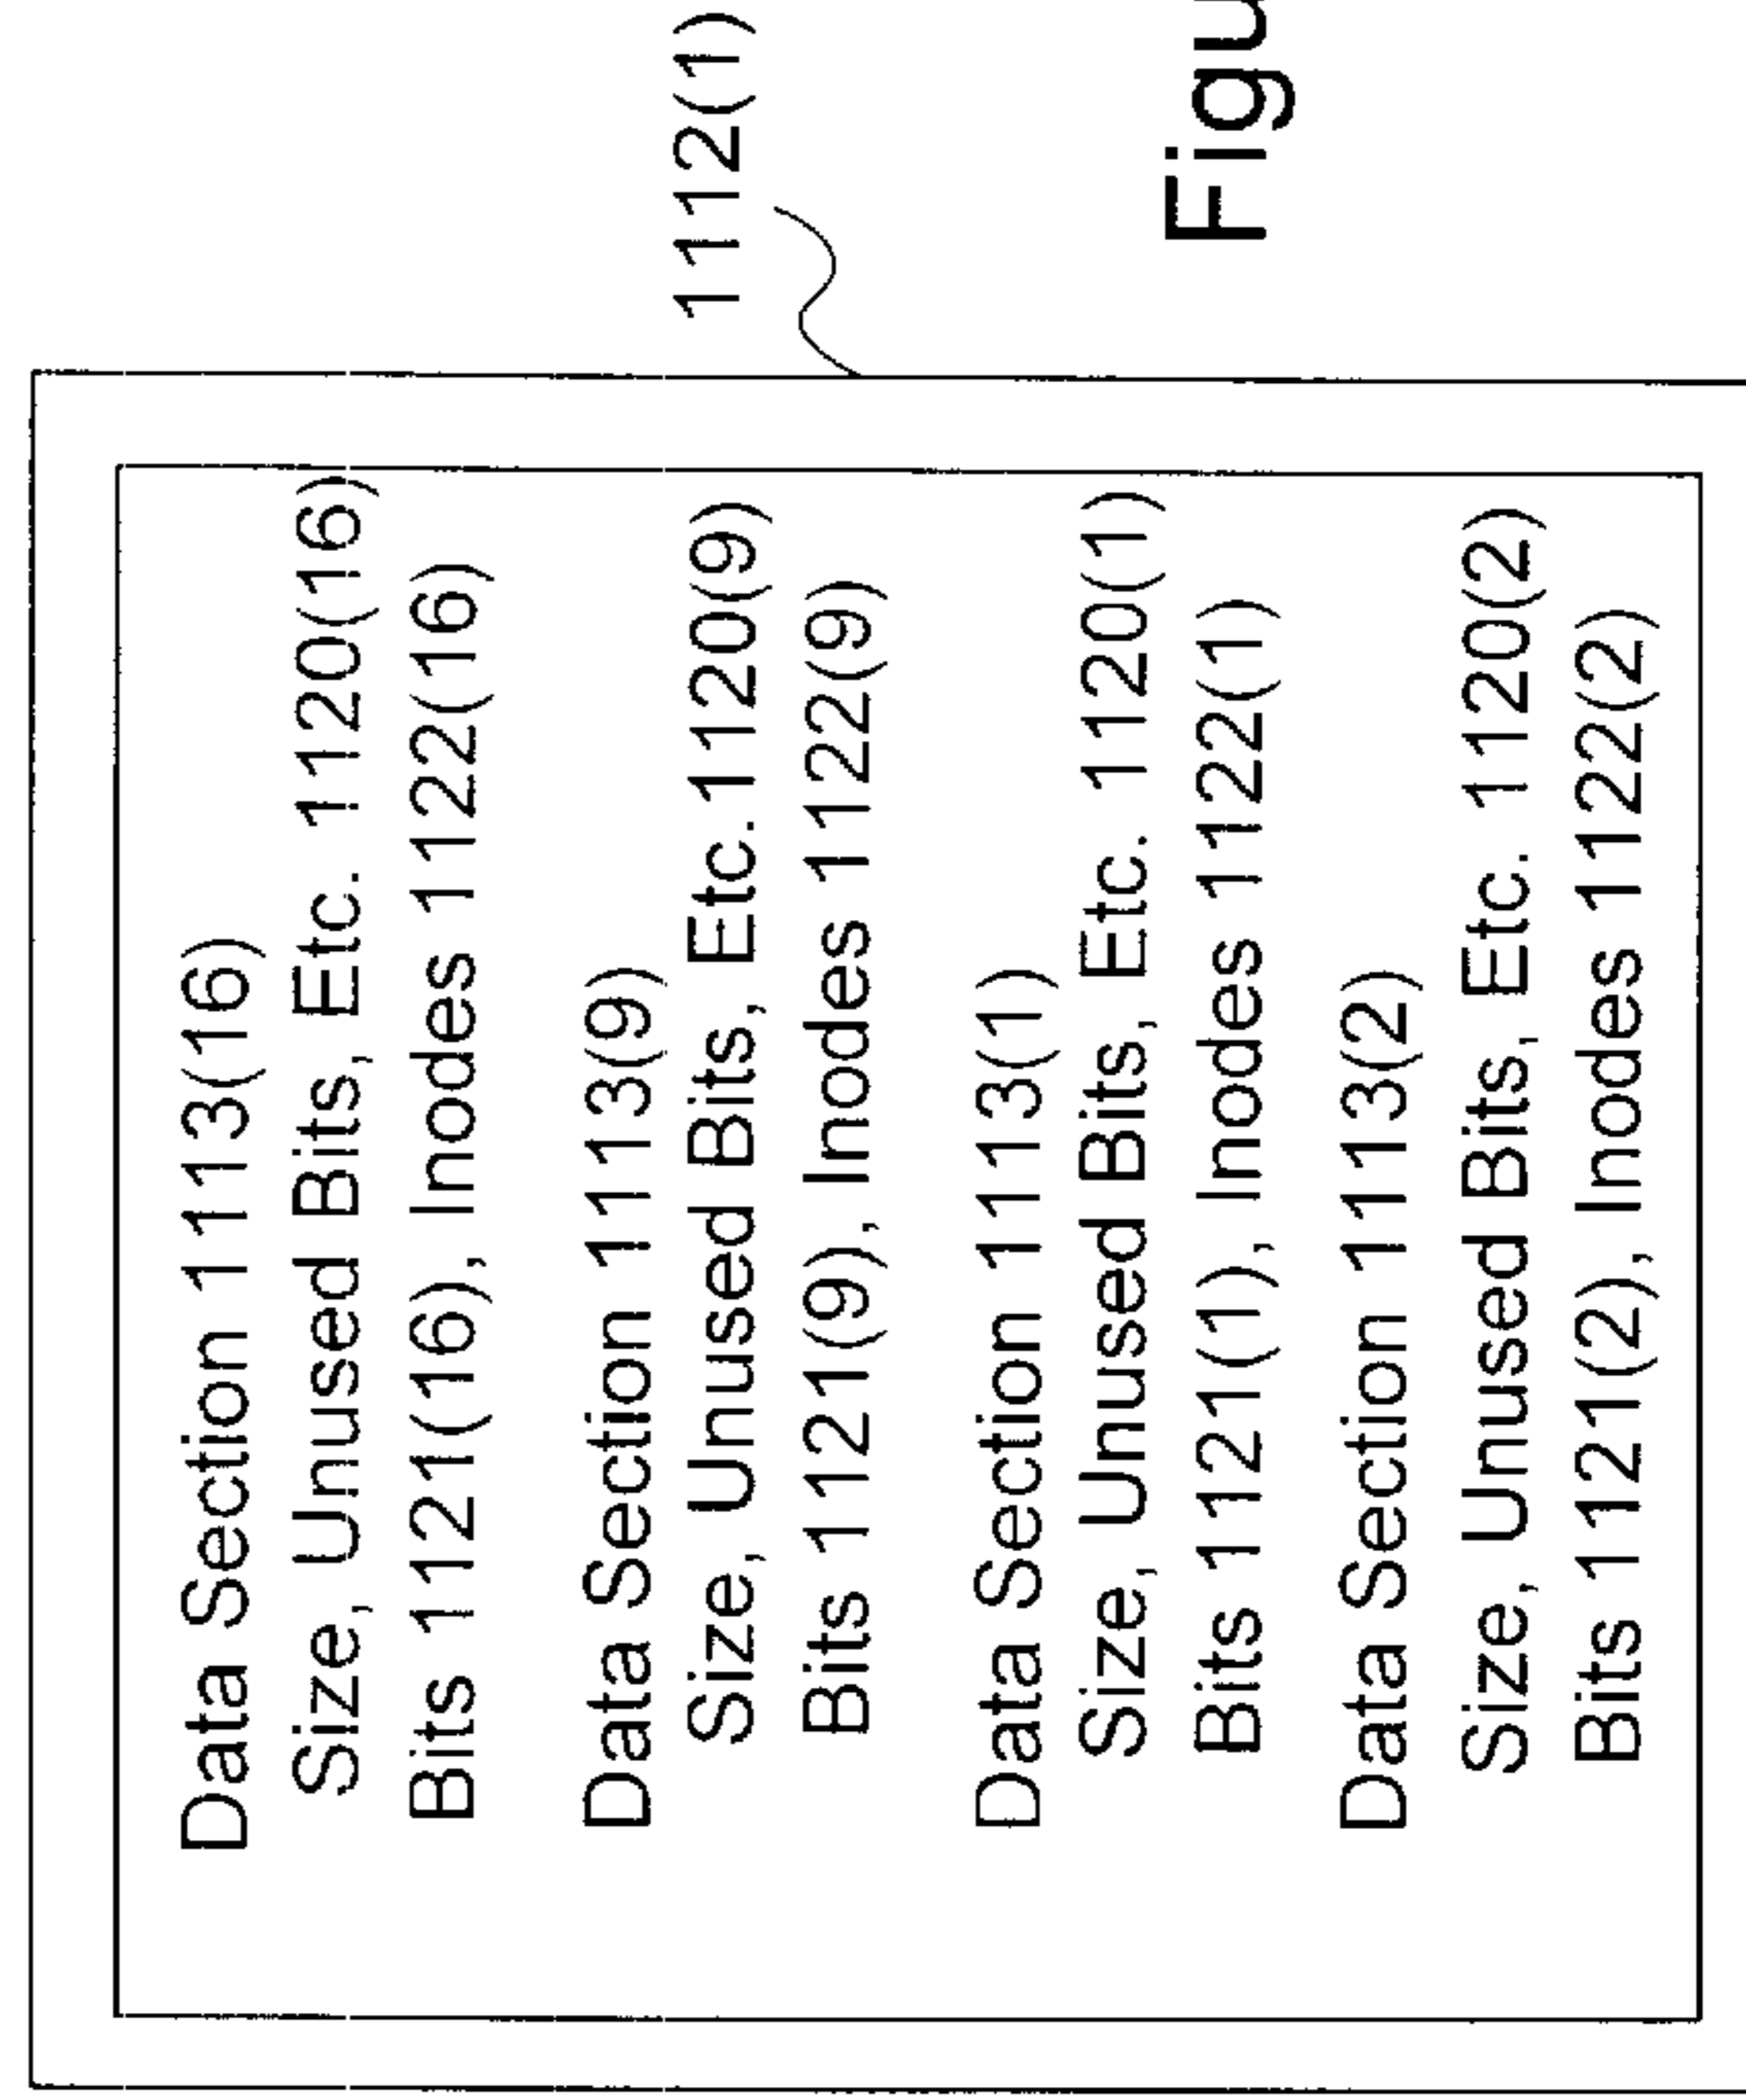 Data Section 1113(16)
Size, Unused Bits, Etc. 1120(16)
Bits 1121(16), Inodes 1122(16)
Data Section 1113(9)
Size, Unused Bits, Etc.1120(9)
Bits 1121(9), Inodes 1122(9)
Data Section 1113(1)
Size, Unused Bits, Etc. 1120(1)
Bits 1121(1), Inodes 1122(1)
Data Section 1113(2)
Size, Unused Bits, Etc. 1120(2)
Bits 1121(2), Inodes 1122(2)
1112(1)